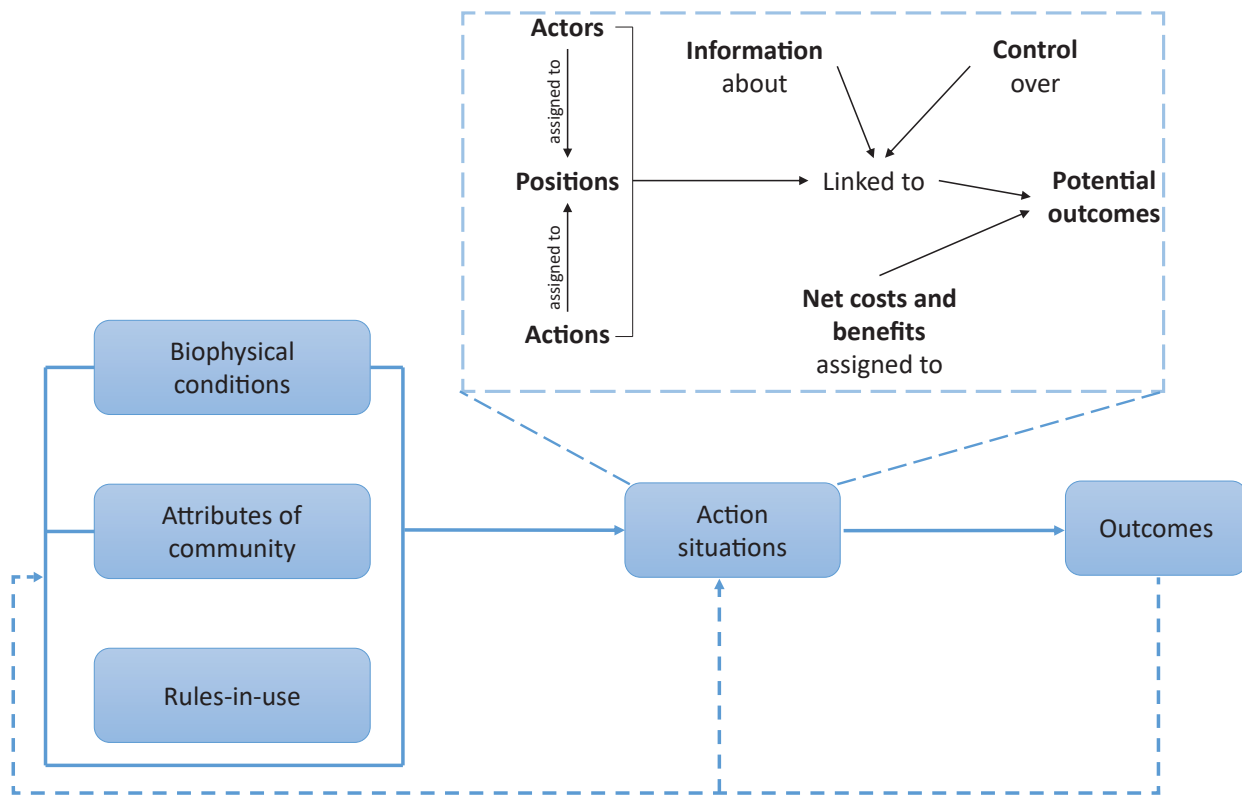 Actors
Information
about
Control
over
assigned to
Positions
Linked to
Potential
outcomes
assigned to
Net costs and
benefits
assigned to
Actions
Biophysical
conditions
Attributes of
community
Action
situations
Outcomes
Rules-in-use